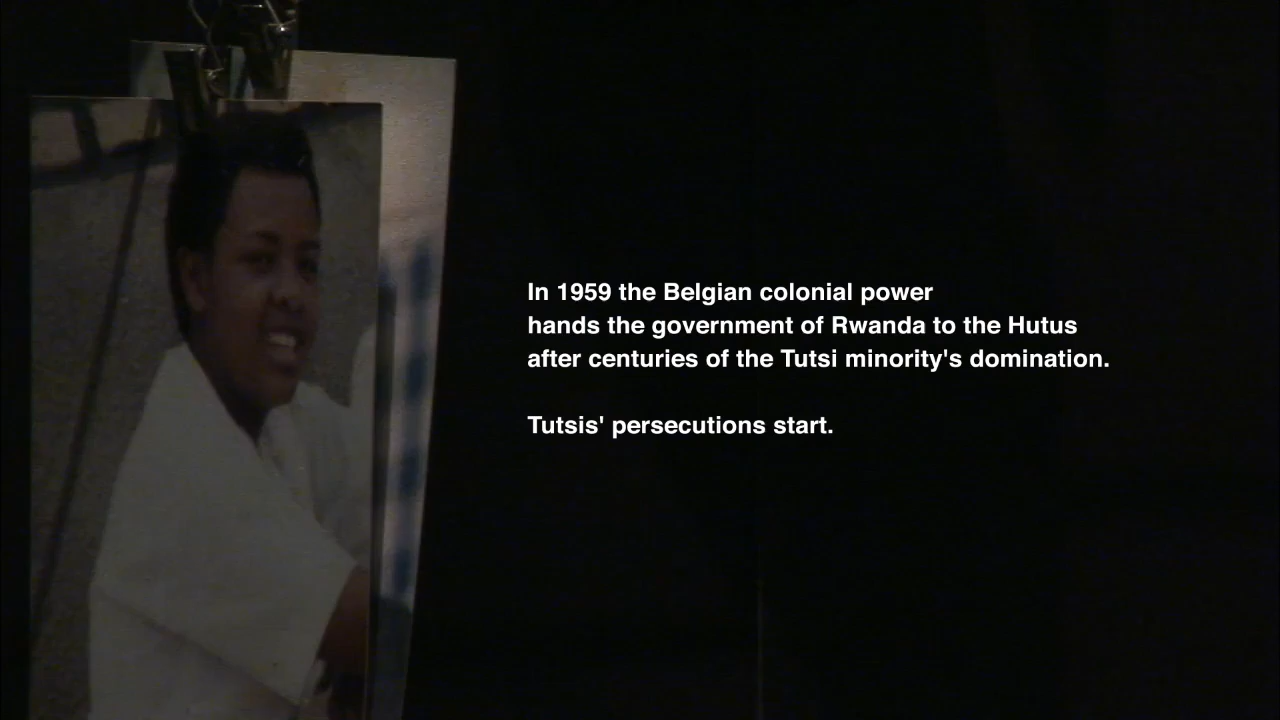 In 1959 the Belgian colonial power
hands the government of Rwanda to the Hutus
after centuries of the Tutsi minority's domination.
Tutsis' persecutions start.